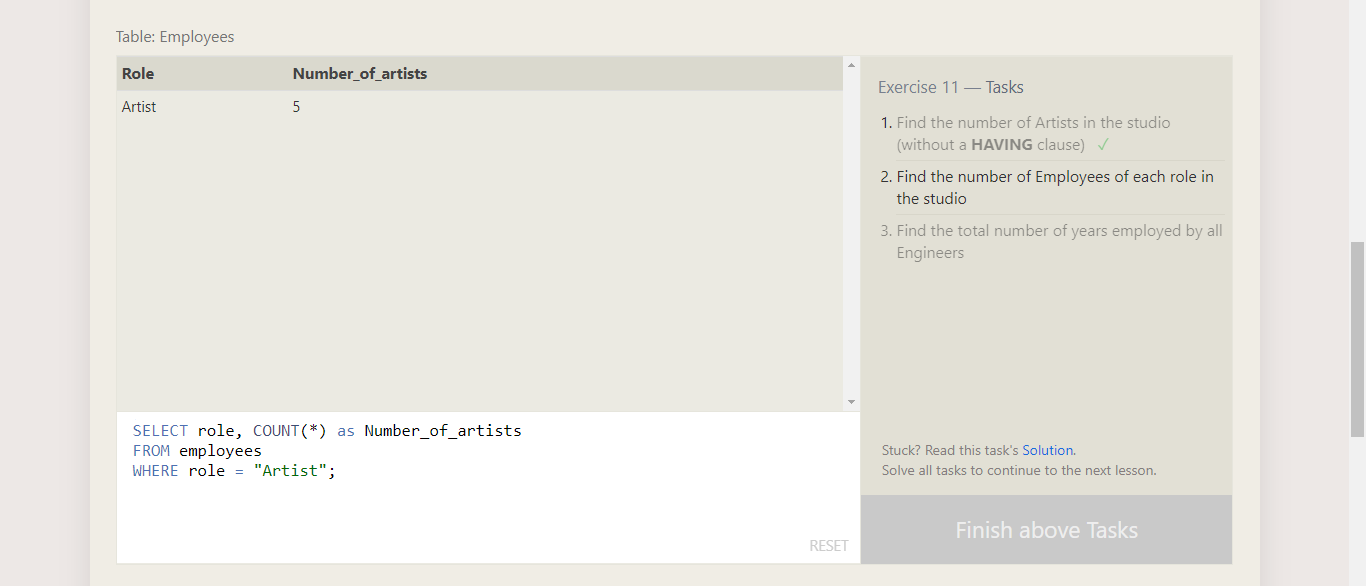 Table: Employees
Role Number_of_artists
Artist 5
SELECT role, COUNT(*) as Number_of_artists
FROM employees
WHERE role = "Artist";
RESET
Exercise 11 — Tasks
1. Find the number of Artists in the studio
(without a HAVING clause) ✓
2. Find the number of Employees of each role in
the studio
3. Find the total number of years employed by all
Engineers
Stuck? Read this task's Solution.
Solve all tasks to continue to the next lesson.
Finish above Tasks